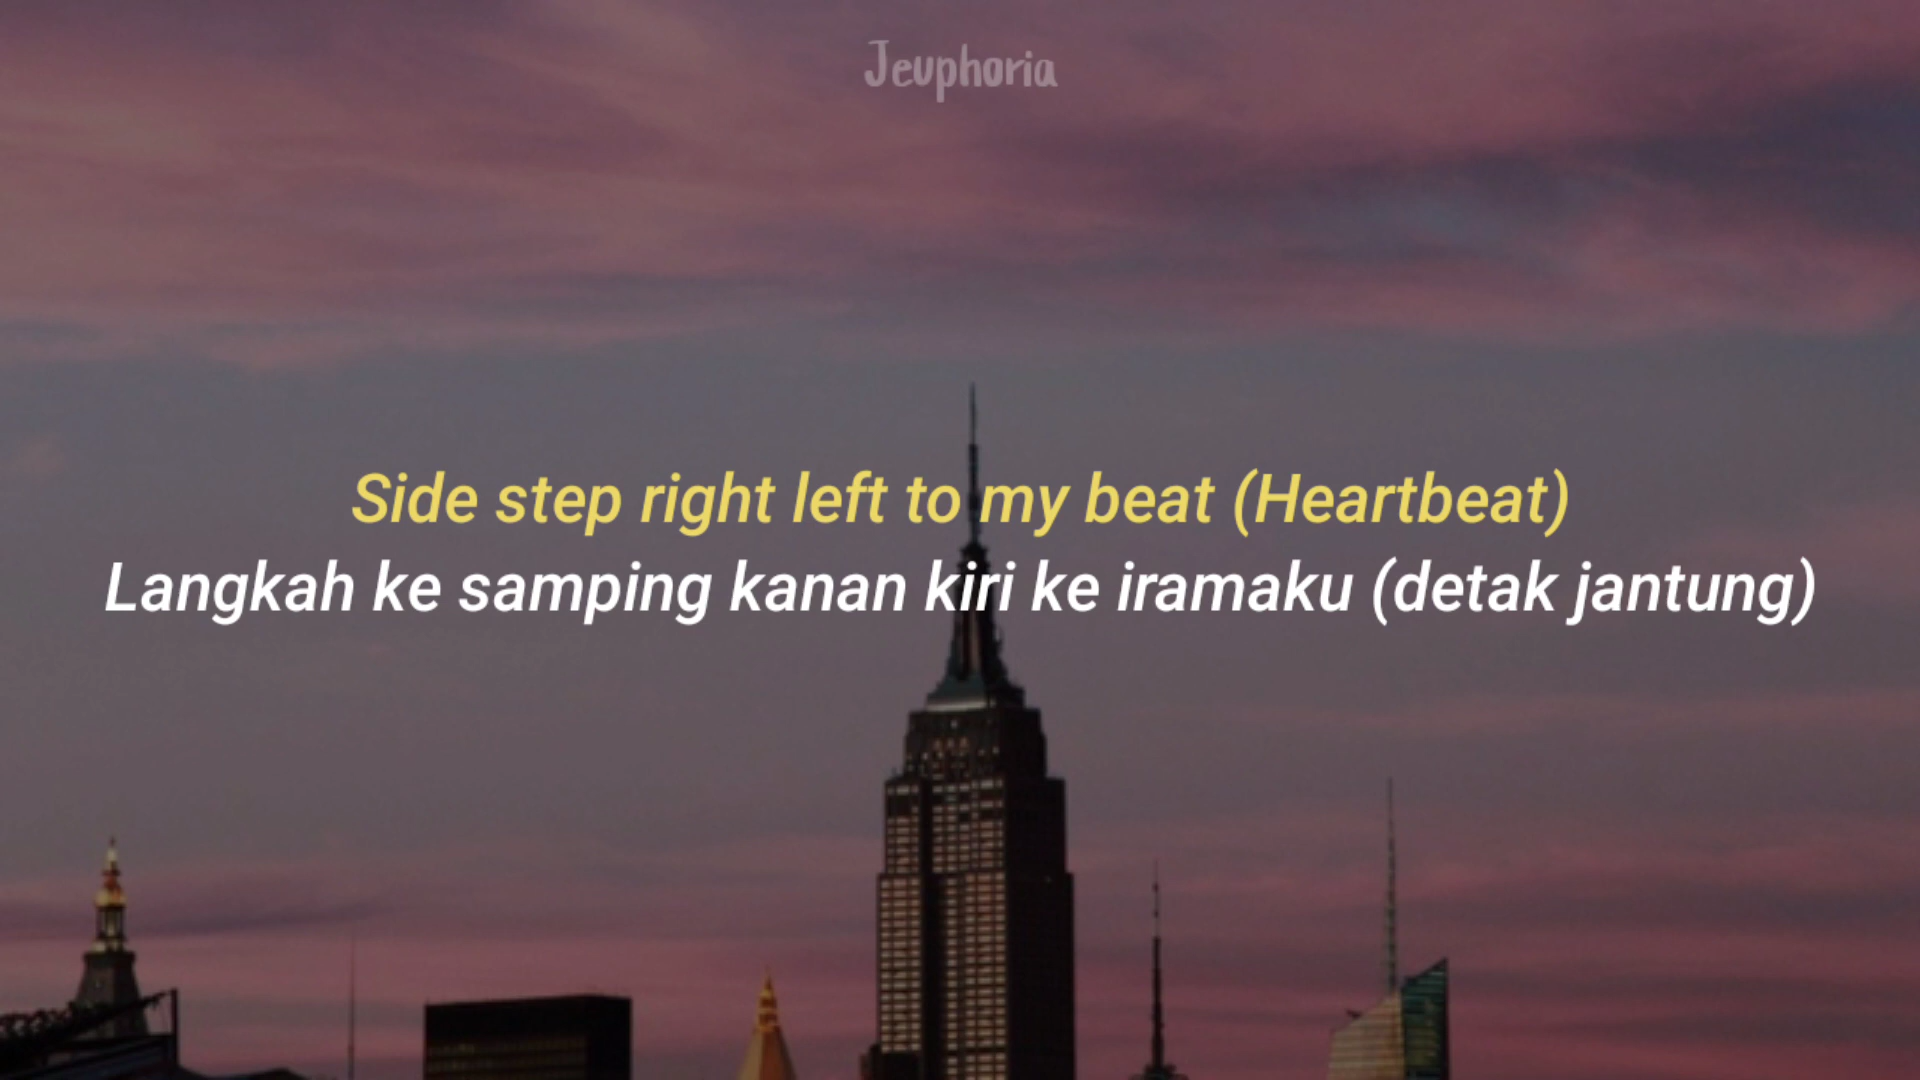 Jeuphoria
Side step right left to my beat (Heartbeat)
Langkah ke samping kanan kiri ke iramaku (detak jantung)